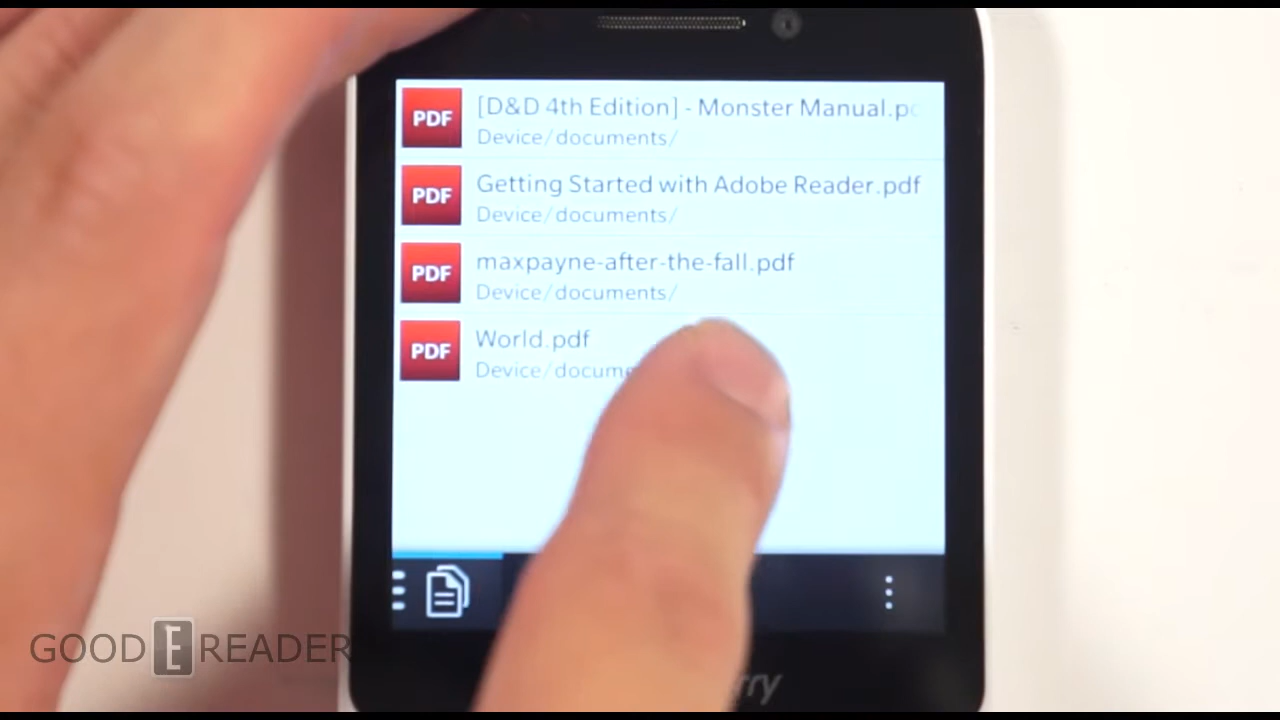 PDF
[D&D 4th Edition] - Monster Manual.p
Device/documents/
PDF
Getting Started with Adobe Reader.pdf
Device/documents/
PDF
maxpayne-after-the-fall.pdf
Device/documents/
PDF
World.pdf
Device/docume
GOOD E READER
rry